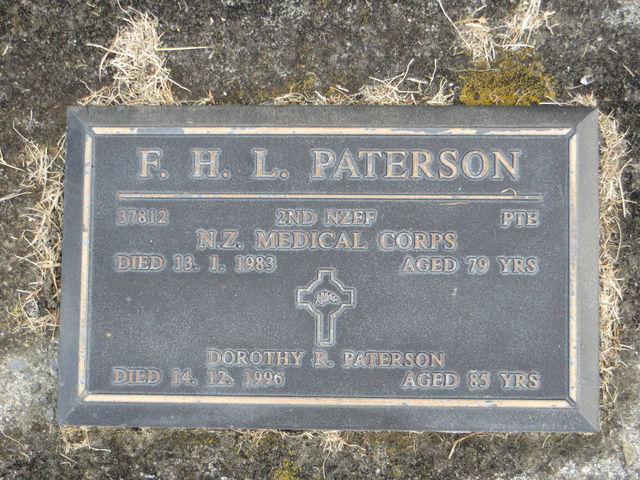 F. H. L. PATERSON
37812 2ND NZEF PTE
N.Z. MEDICAL CORPS
DIED 13. 1. 1983 AGED 79 YRS
DOROTHY R. PATERSON
DIED 14. 12. 1996 AGED 85 YRS